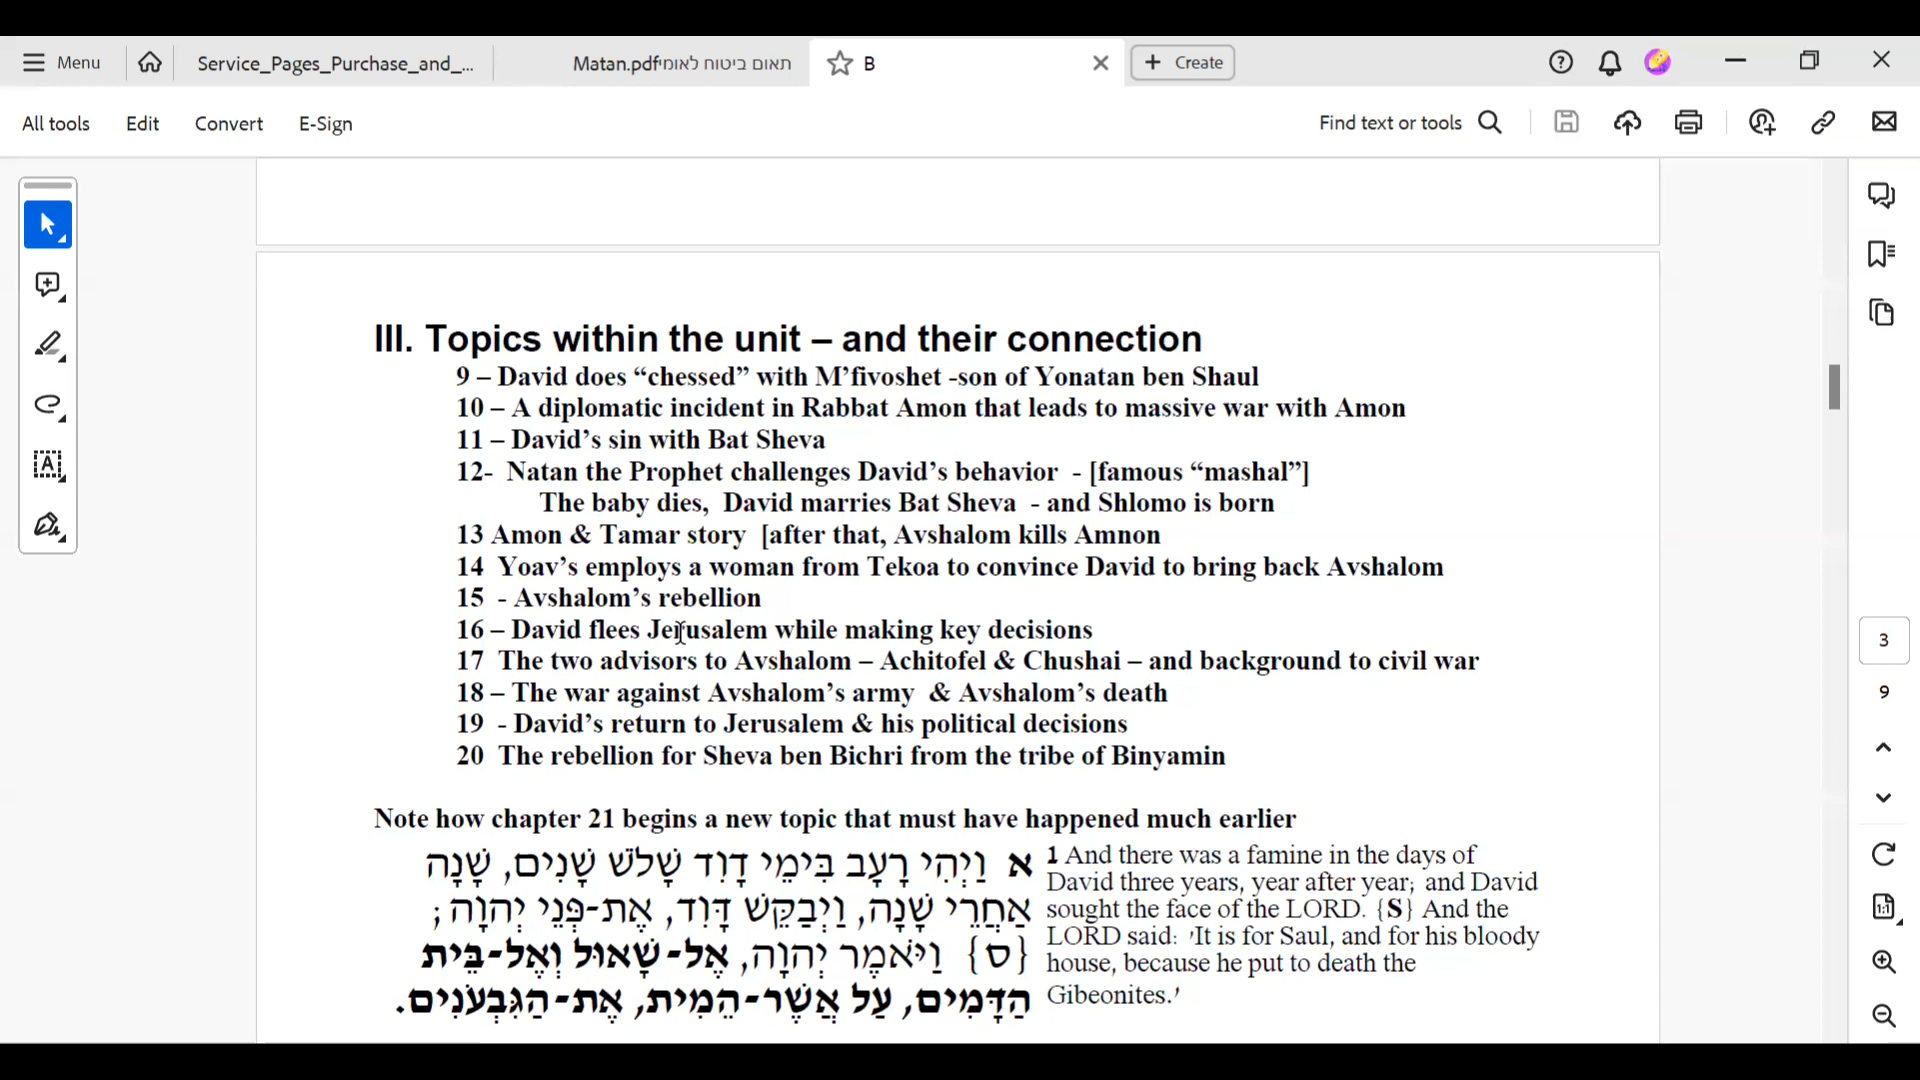 Menu
Service_Pages_Purchase_and_...
Matan.pdfתאום ביטוח לאומי
B
Create
All tools
Edit
Convert
E-Sign
Find text or tools
III. Topics within the unit – and their connection
9 – David does “chessed” with M’fivoshet -son of Yonatan ben Shaul
10 – A diplomatic incident in Rabbat Amon that leads to massive war with Amon
11 – David’s sin with Bat Sheva
12- Natan the Prophet challenges David’s behavior - [famous “mashal”]
The baby dies, David marries Bat Sheva - and Shlomo is born
13 Amon & Tamar story [after that, Avshalom kills Amnon
14 Yoav’s employs a woman from Tekoa to convince David to bring back Avshalom
15 - Avshalom’s rebellion
16 – David flees Jerusalem while making key decisions
17 The two advisors to Avshalom – Achitofel & Chushai – and background to civil war
18 – The war against Avshalom’s army & Avshalom’s death
19 - David’s return to Jerusalem & his political decisions
20 The rebellion for Sheva ben Bichri from the tribe of Binyamin
Note how chapter 21 begins a new topic that must have happened much earlier
א וַיְהִי רָעָב בִּימֵי דָוִד שָׁלֹשׁ שָׁנִים, שָׁנָה
אַחֲרֵי שָׁנָה, וַיְבַקֵּשׁ דָּוִד, אֶת-פְּנֵי יְהוָה;
{ס} וַיֹּאמֶר יְהוָה, אֶל-שָׁאוּל וְאֶל-בֵּית
הַדָּמִים, עַל אֲשֶׁר-הֵמִית, אֶת-הַגִּבְעֹנִים.
1 And there was a famine in the days of
David three years, year after year; and David
sought the face of the LORD. {S} And the
LORD said: 'It is for Saul, and for his bloody
house, because he put to death the
Gibeonites.'
3
9
1:1